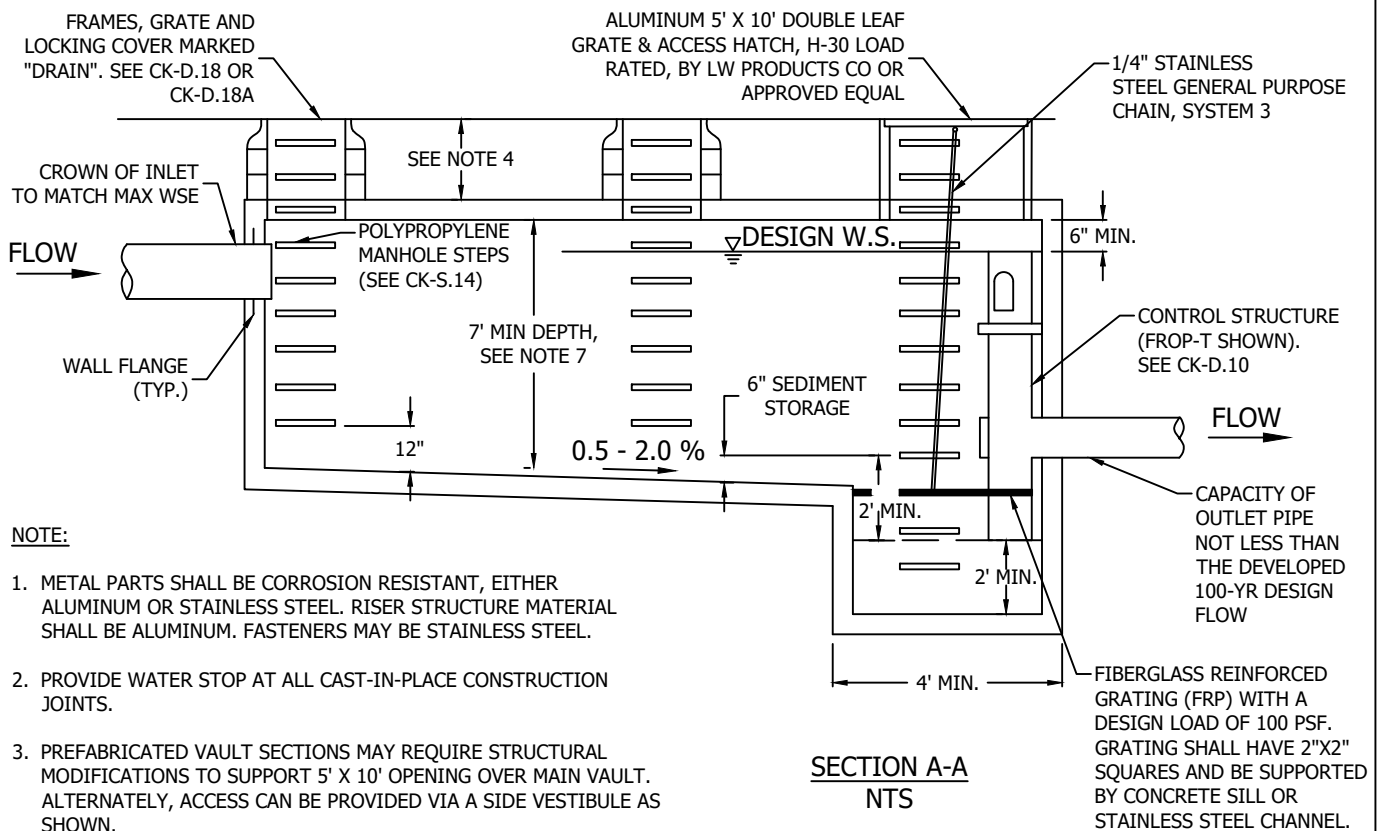 FRAMES, GRATE AND
LOCKING COVER MARKED
"DRAIN". SEE CK-D.18 OR
CK-D.18A
ALUMINUM 5' X 10' DOUBLE LEAF
GRATE & ACCESS HATCH, H-30 LOAD
RATED, BY LW PRODUCTS CO OR
APPROVED EQUAL
1/4" STAINLESS
STEEL GENERAL PURPOSE
CHAIN, SYSTEM 3
SEE NOTE 4
CROWN OF INLET
TO MATCH MAX WSE
FLOW
POLYPROPYLENE
MANHOLE STEPS
(SEE CK-S.14)
DESIGN W.S.
6" MIN.
WALL FLANGE
(TYP.)
7' MIN DEPTH,
SEE NOTE 7
CONTROL STRUCTURE
(FROP-T SHOWN).
SEE CK-D.10
6" SEDIMENT
STORAGE
FLOW
12"
0.5 - 2.0 %
2' MIN.
2' MIN.
CAPACITY OF
OUTLET PIPE
NOT LESS THAN
THE DEVELOPED
100-YR DESIGN
FLOW
4' MIN.
FIBERGLASS REINFORCED
GRATING (FRP) WITH A
DESIGN LOAD OF 100 PSF.
GRATING SHALL HAVE 2"X2"
SQUARES AND BE SUPPORTED
BY CONCRETE SILL OR
STAINLESS STEEL CHANNEL.
SECTION A-A
NTS
NOTE:
1. METAL PARTS SHALL BE CORROSION RESISTANT, EITHER
ALUMINUM OR STAINLESS STEEL. RISER STRUCTURE MATERIAL
SHALL BE ALUMINUM. FASTENERS MAY BE STAINLESS STEEL.
2. PROVIDE WATER STOP AT ALL CAST-IN-PLACE CONSTRUCTION
JOINTS.
3. PREFABRICATED VAULT SECTIONS MAY REQUIRE STRUCTURAL
MODIFICATIONS TO SUPPORT 5' X 10' OPENING OVER MAIN VAULT.
ALTERNATELY, ACCESS CAN BE PROVIDED VIA A SIDE VESTIBULE AS
SHOWN.